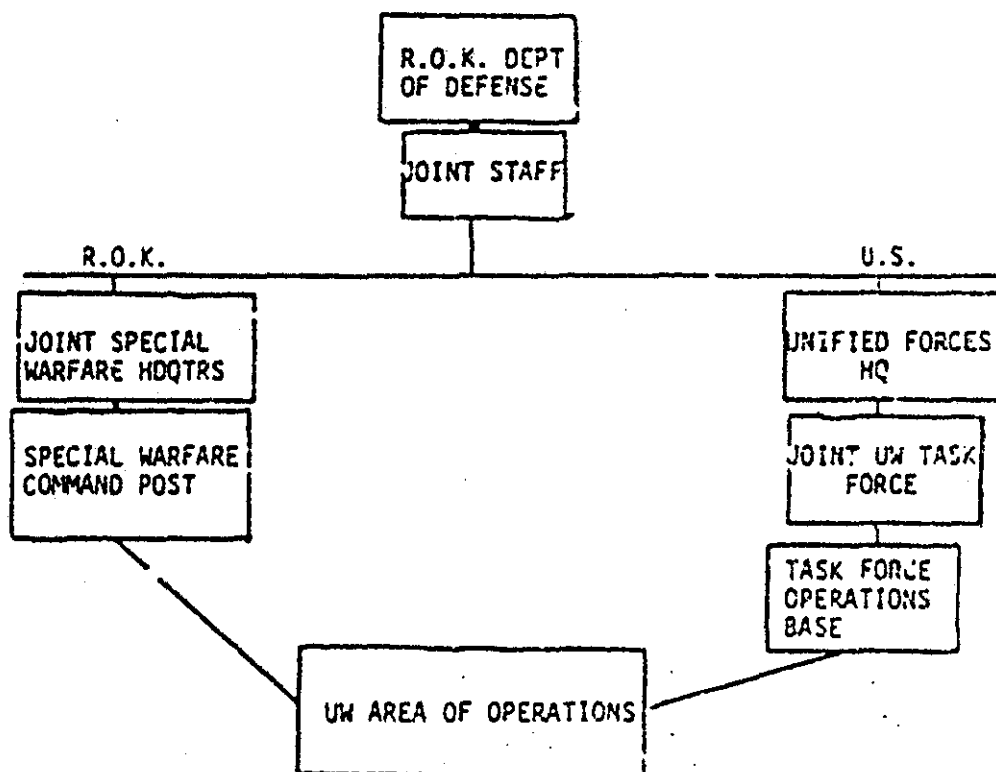 R.O.K. DEPT
OF DEFENSE
JOINT STAFF
R.O.K.
U.S.
JOINT SPECIAL
WARFARE HDQTRS
UNIFIED FORCES
HQ
SPECIAL WARFARE
COMMAND POST
JOINT UW TASK
FORCE
TASK FORCE
OPERATIONS
BASE
UW AREA OF OPERATIONS